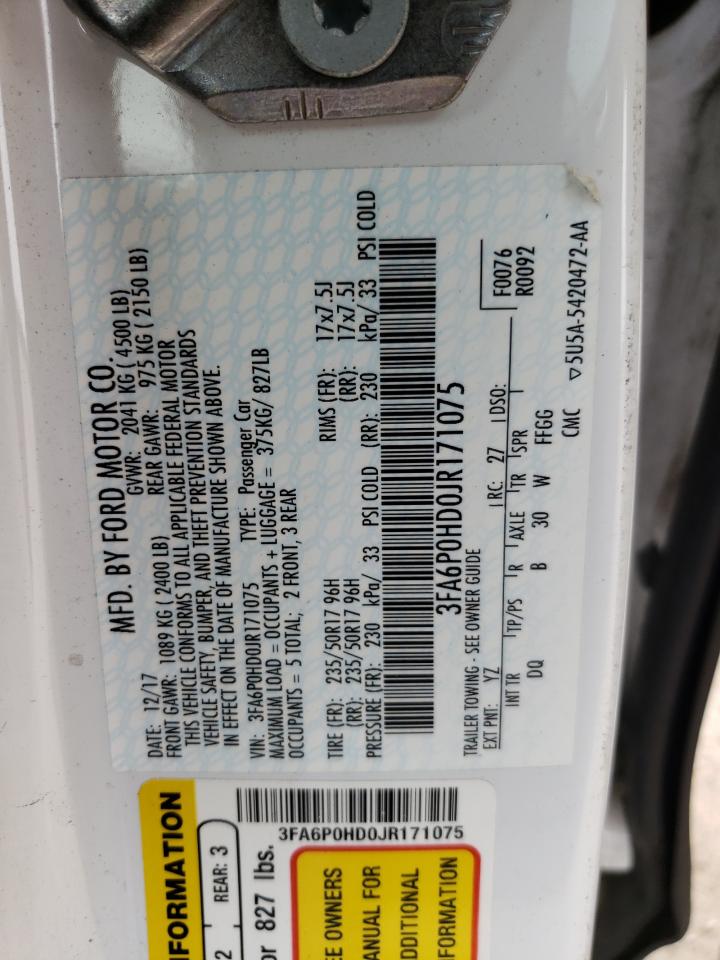 MFD. BY FORD MOTOR CO.
DATE: 12/17 GVWR: 2041 KG ( 4500 LB)
FRONT GAWR: 1089 KG ( 2400 LB) REAR GAWR: 975 KG ( 2150 LB)
THIS VEHICLE CONFORMS TO ALL APPLICABLE FEDERAL MOTOR
VEHICLE SAFETY, BUMPER, AND THEFT PREVENTION STANDARDS
IN EFFECT ON THE DATE OF MANUFACTURE SHOWN ABOVE.
VIN: 3FA6P0HD0JR171075 TYPE: Passenger Car
MAXIMUM LOAD = OCCUPANTS + LUGGAGE = 375KG/ 827LB
OCCUPANTS = 5 TOTAL; 2 FRONT, 3 REAR
TIRE (FR): 235/50R17 96H RIMS (FR): 17x7.5J
(RR): 235/50R17 96H (RR): 17x7.5J
PRESSURE (FR): 230 kPa/ 33 PSI COLD (RR): 230 kPa/ 33 PSI COLD
3FA6P0HD0JR171075
TRAILER TOWING - SEE OWNER GUIDE F0076
EXT PNT: YZ RC: 27 DSO: R0092
INT TR TP/PS R AXLE TR SPR
DQ B 30 W FFGG
CMC ▽5U5A-5420472-AA
NFORMATION
2 REAR: 3
or 827 lbs.
3FA6P0HD0JR171075
EE OWNERS
ANUAL FOR
DDITIONAL
FORMATION